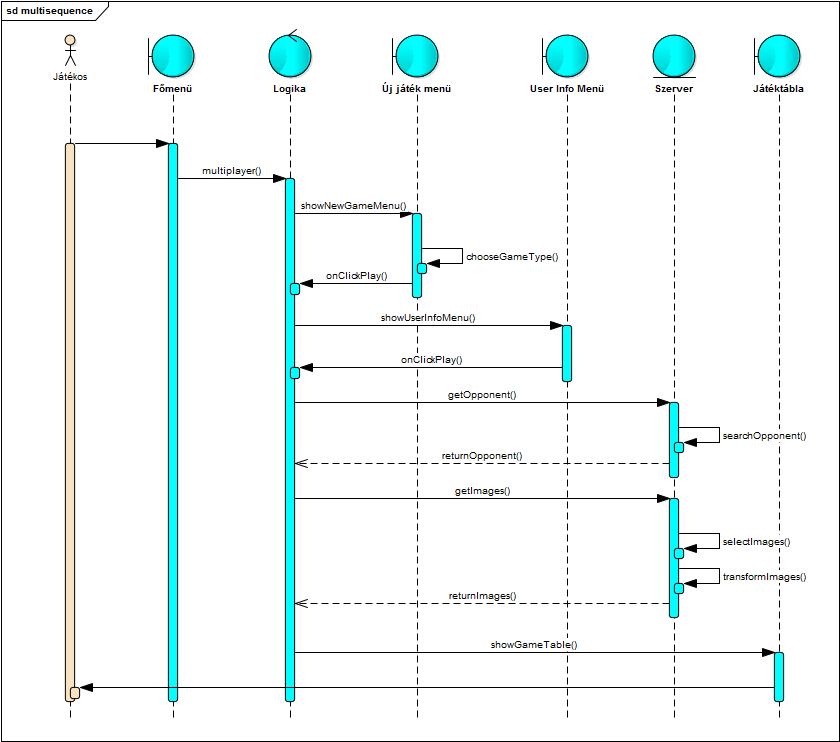 sd multisequence
Játékos
Főmenü
Logika
Új játék menü
User Info Menü
Szerver
Játéktábla
multiplayer()
showNewGameMenu()
chooseGameType()
onClickPlay()
showUserInfoMenu()
onClickPlay()
getOpponent()
searchOpponent()
returnOpponent()
getImages()
selectImages()
transformImages()
returnImages()
showGameTable()